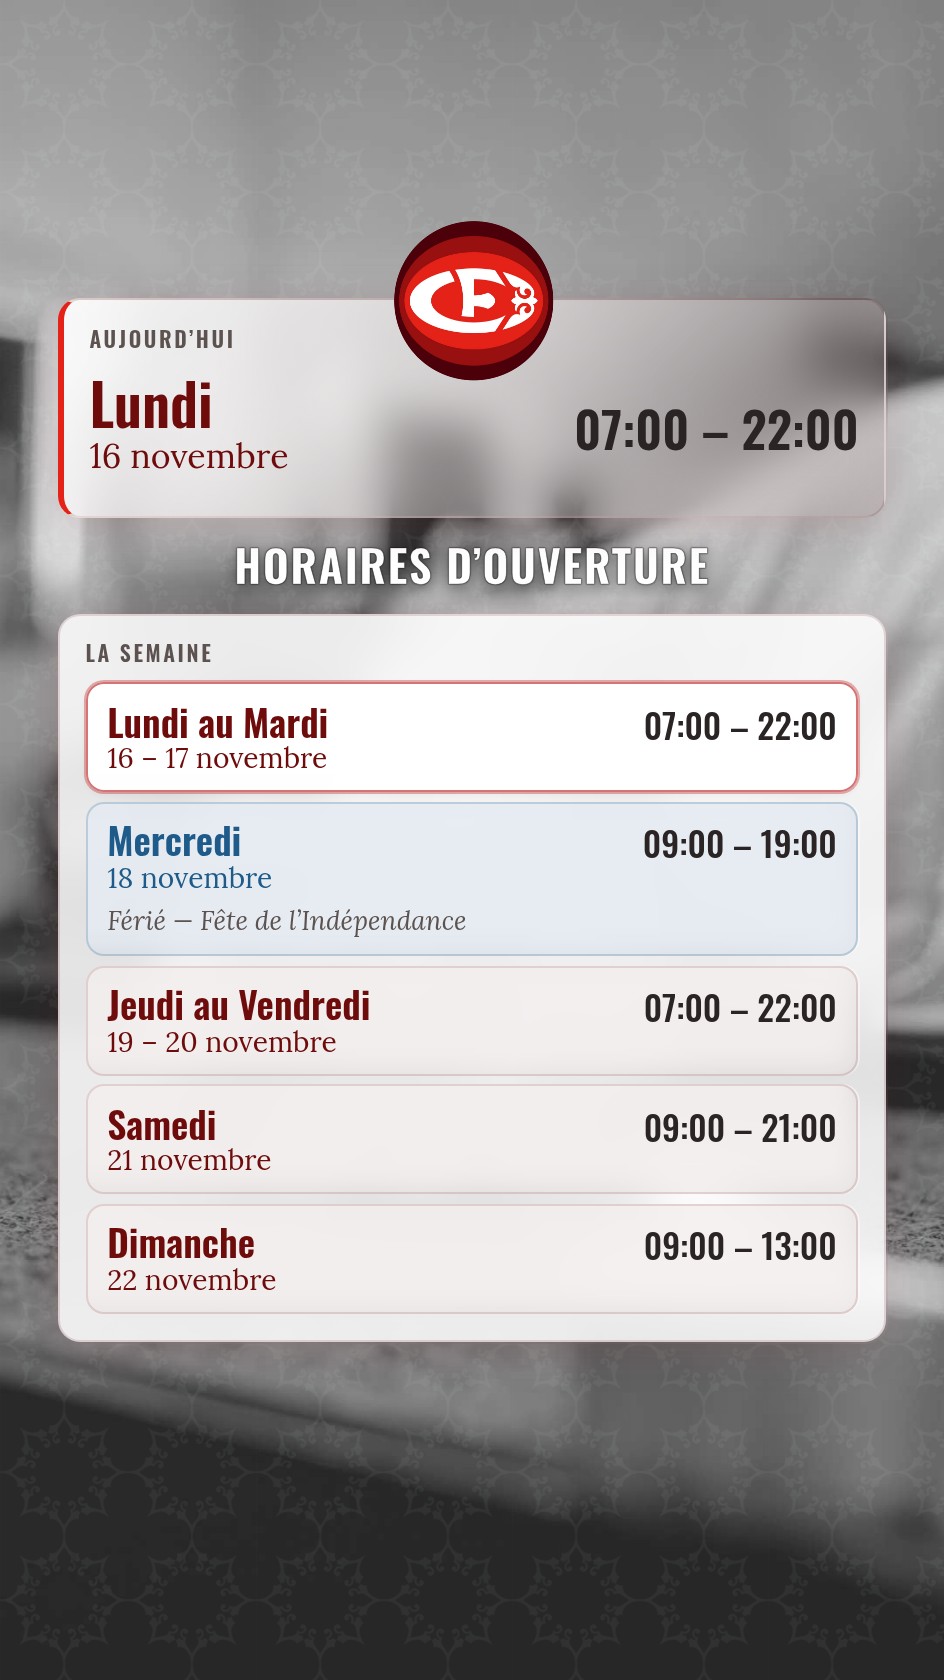 AUJOURD’HUI
Lundi
16 novembre
07:00 – 22:00
HORAIRES D’OUVERTURE
LA SEMAINE
Lundi au Mardi
07:00 – 22:00
16 – 17 novembre
Mercredi
09:00 – 19:00
18 novembre
Férié — Fête de l’Indépendance
Jeudi au Vendredi
07:00 – 22:00
19 – 20 novembre
Samedi
09:00 – 21:00
21 novembre
Dimanche
09:00 – 13:00
22 novembre